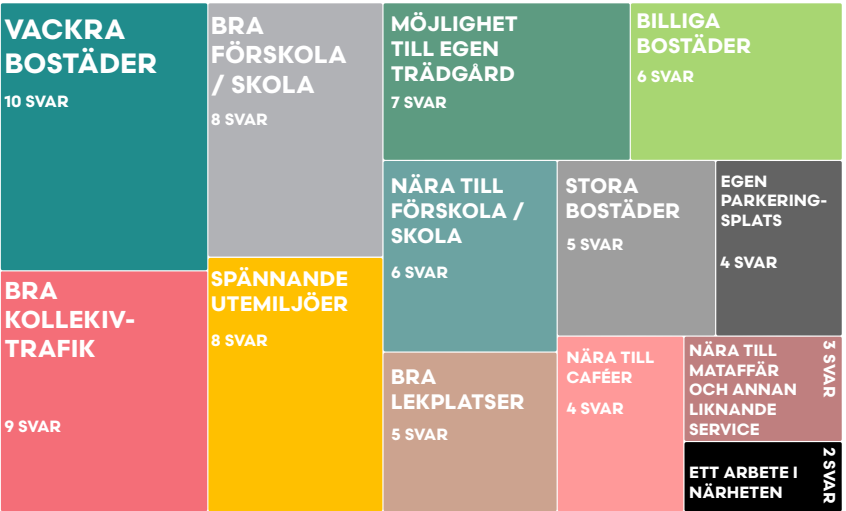 VACKRA
BOSTÄDER
10 SVAR
BRA
FÖRSKOLA
/ SKOLA
8 SVAR
MÖJLIGHET
TILL EGEN
TRÄDGÅRD
7 SVAR
BILLIGA
BOSTÄDER
6 SVAR
NÄRA TILL
FÖRSKOLA /
SKOLA
6 SVAR
STORA
BOSTÄDER
5 SVAR
EGEN
PARKERING-
SPLATS
4 SVAR
BRA
KOLLEKIV-
TRAFIK
9 SVAR
SPÄNNANDE
UTEMILJÖER
8 SVAR
BRA
LEKPLATSER
5 SVAR
NÄRA TILL
CAFÉER
4 SVAR
NÄRA TILL
MATAFFÄR
OCH ANNAN
LIKNANDE
SERVICE
3 SVAR
ETT ARBETE I
NÄRHETEN
2 SVAR